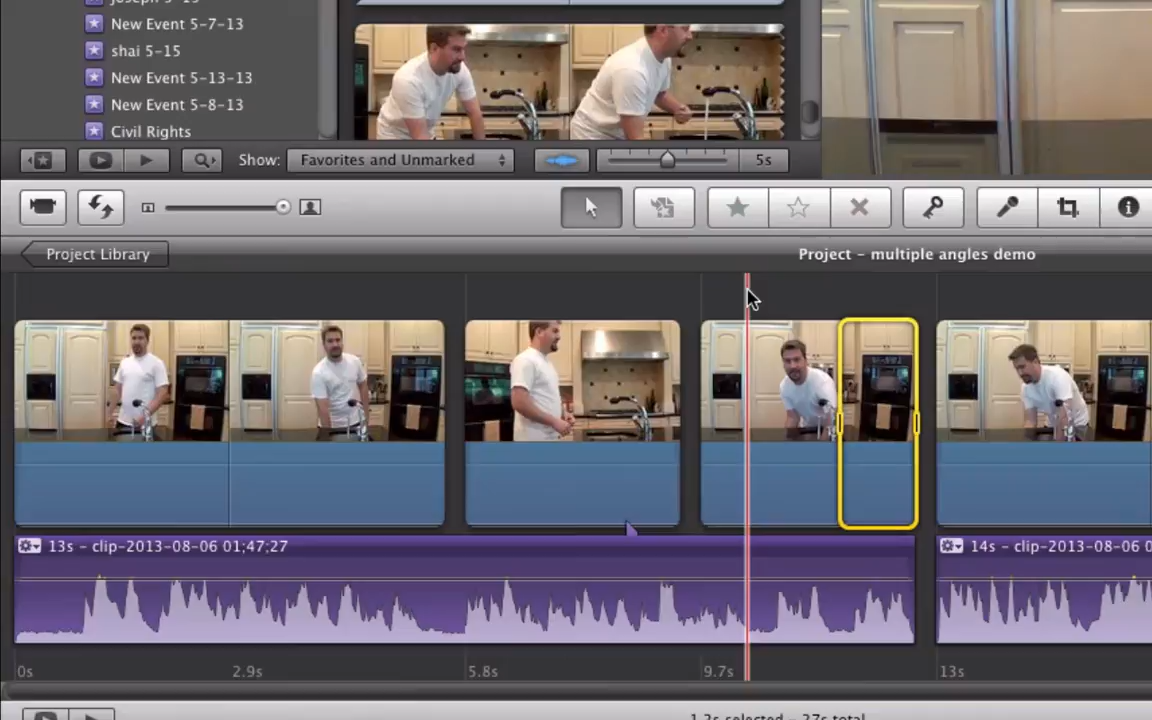 New Event 5-7-13
shai 5-15
New Event 5-13-13
New Event 5-8-13
Civil Rights
Show: Favorites and Unmarked 5s
Project Library
Project - multiple angles demo
13s - clip-2013-08-06 01;47;27
14s - clip-2013-08-06 0
0s 2.9s 5.8s 9.7s 13s
1.2s selected - 27s total